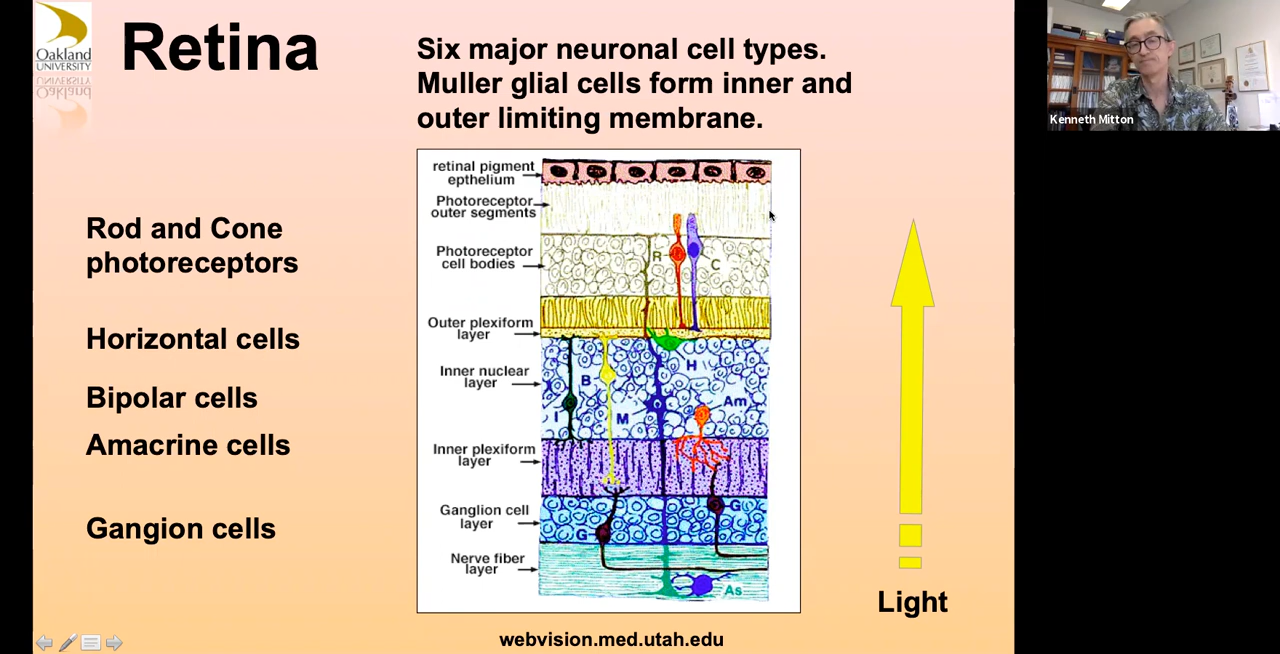 Oakland
UNIVERSITY
Retina
Six major neuronal cell types.
Muller glial cells form inner and
outer limiting membrane.
Kenneth Mitton
Rod and Cone
photoreceptors
Horizontal cells
Bipolar cells
Amacrine cells
Gangion cells
retinal pigment
epthelium
Photoreceptor
outer segments
Photoreceptor
cell bodies
Outer plexiform
layer
Inner nuclear
layer
Inner plexiform
layer
Ganglion cell
layer
Nerve fiber
layer
R
C
H
B
I
M
Am
G
G
As
Light
webvision.med.utah.edu